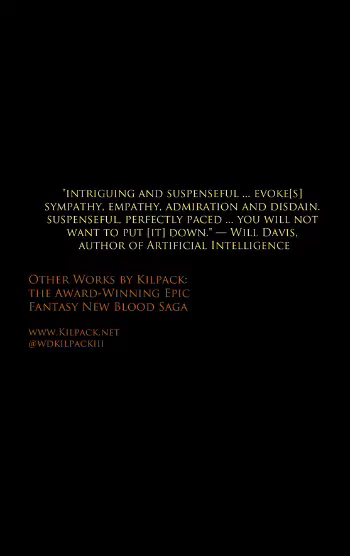 "intriguing and suspenseful ... evoke[s]
sympathy, empathy, admiration and disdain.
suspenseful, perfectly paced ... you will not
want to put [it] down." — Will Davis,
author of Artificial Intelligence
Other Works by Kilpack:
the Award-Winning Epic
Fantasy New Blood Saga
www.Kilpack.net
@wdkilpackiii